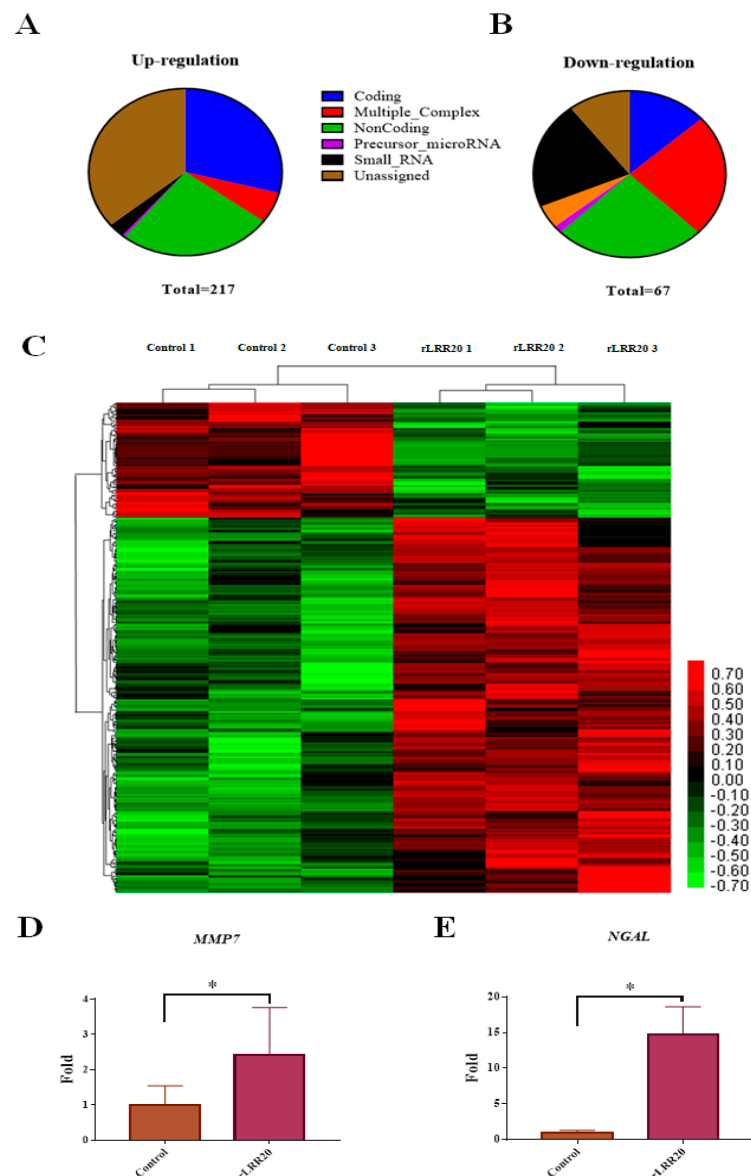 A
B
Up-regulation
Down-regulation
Coding
Multiple_Complex
NonCoding
Precursor_microRNA
Small_RNA
Unassigned
Total=217
Total=67
C
Control 1
Control 2
Control 3
rLRR20 1
rLRR20 2
rLRR20 3
0.70
0.60
0.50
0.40
0.30
0.20
0.10
0.00
-0.10
-0.20
-0.30
-0.40
-0.50
-0.60
-0.70
D
MMP7
*
Fold
4
3
2
1
0
Control
rLRR20
E
NGAL
*
Fold
20
15
10
5
0
Control
rLRR20